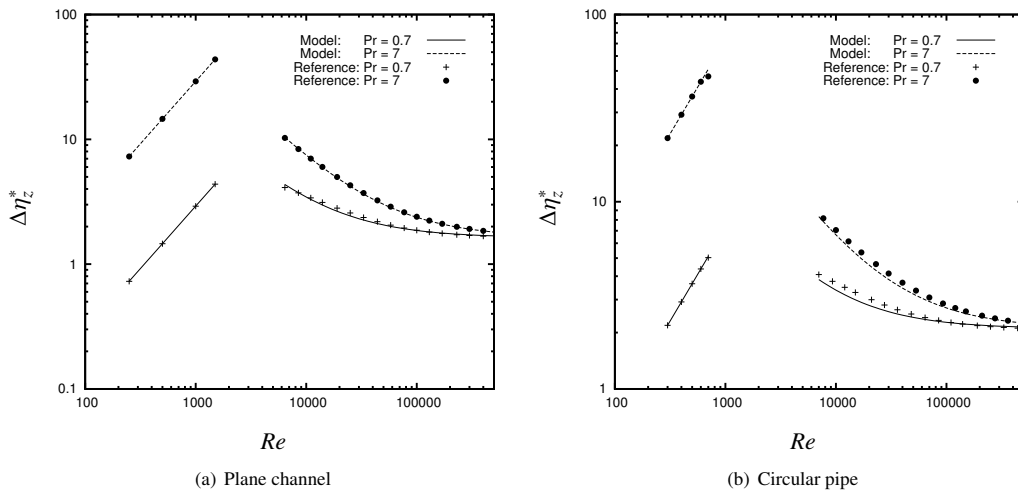 100
10
1
0.1
100
1000
10000
100000
Δη*z
Re
Model: Pr = 0.7
Model: Pr = 7
Reference: Pr = 0.7
Reference: Pr = 7
(a) Plane channel
100
10
1
100
1000
10000
100000
Δη*z
Re
Model: Pr = 0.7
Model: Pr = 7
Reference: Pr = 0.7
Reference: Pr = 7
(b) Circular pipe